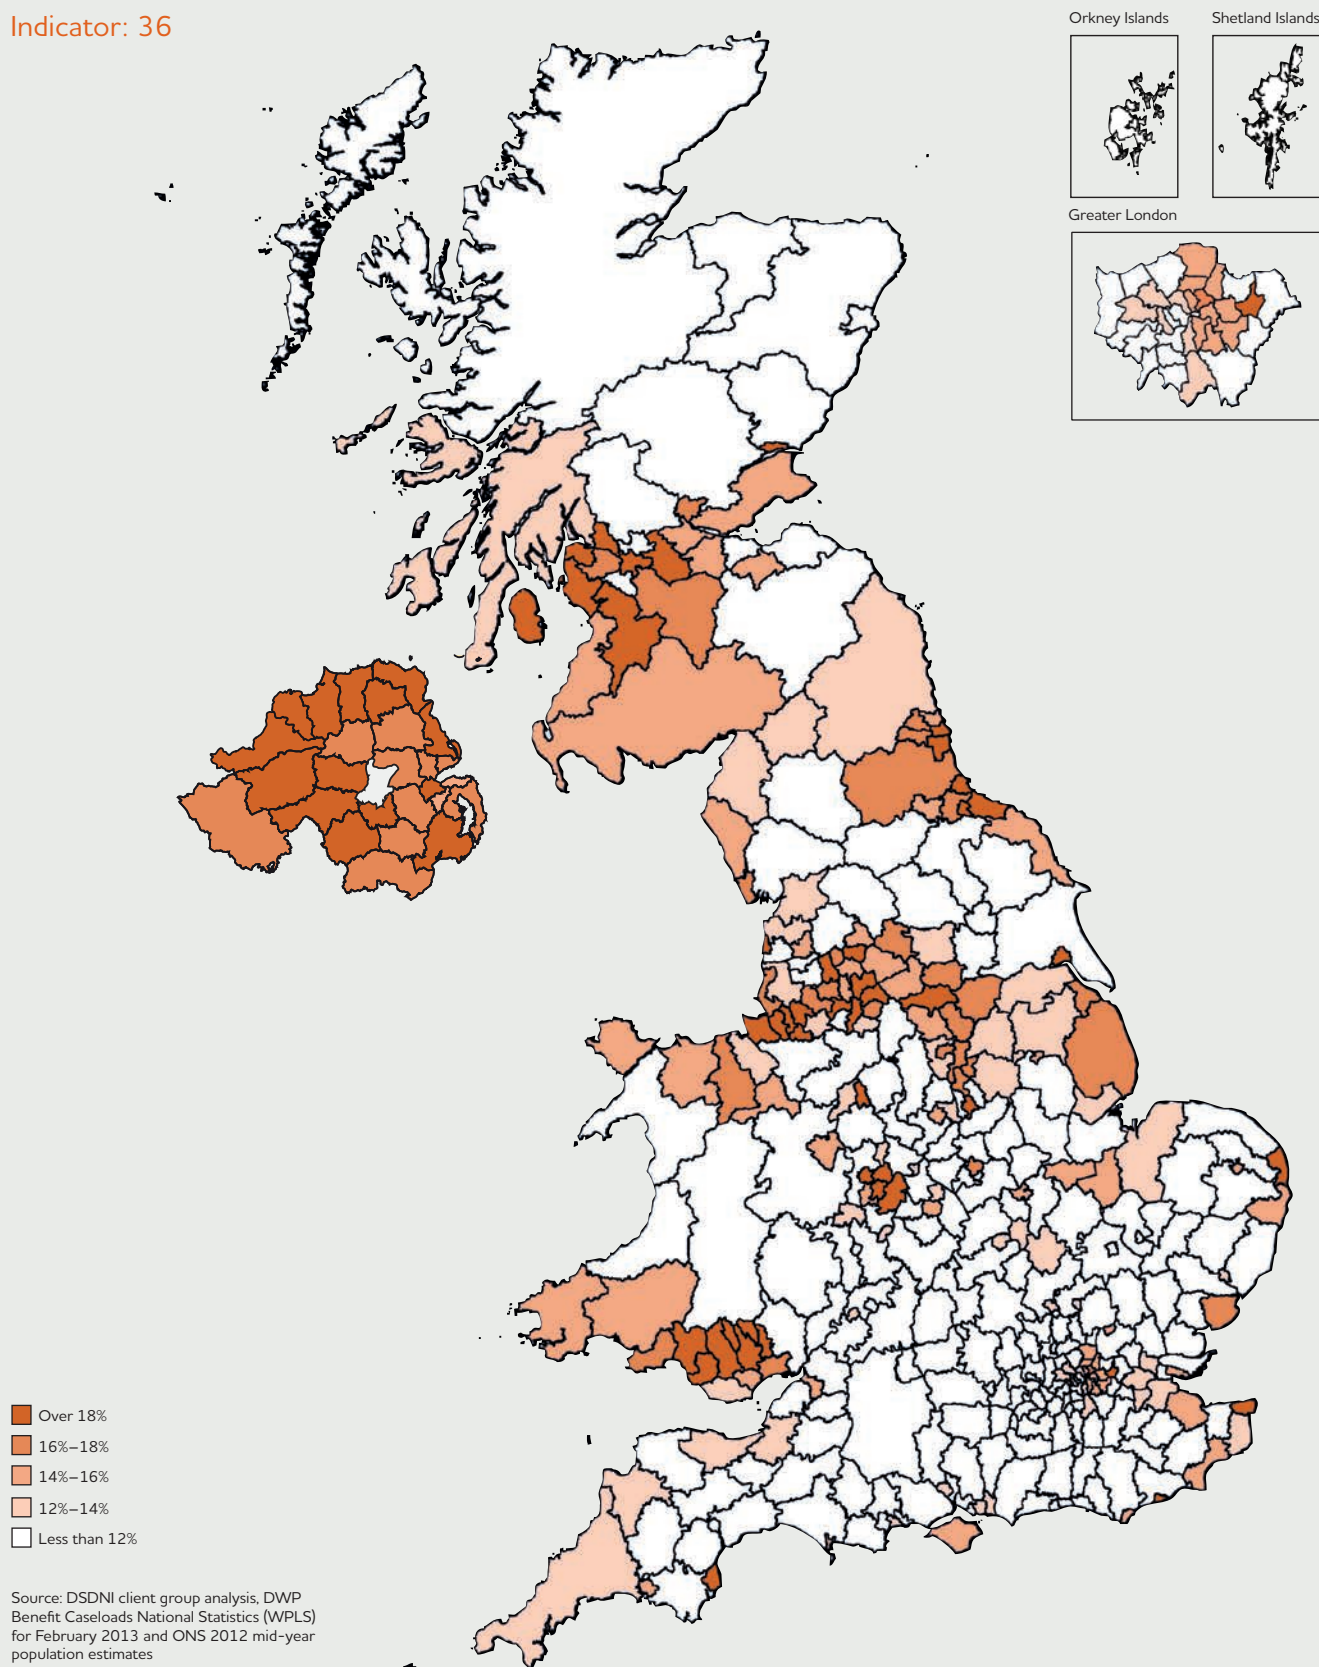 Indicator: 36
Orkney Islands
Shetland Islands
Greater London
Over 18%
16%–18%
14%–16%
12%–14%
Less than 12%
Source: DSDNI client group analysis, DWP
Benefit Caseloads National Statistics (WPLS)
for February 2013 and ONS 2012 mid-year
population estimates